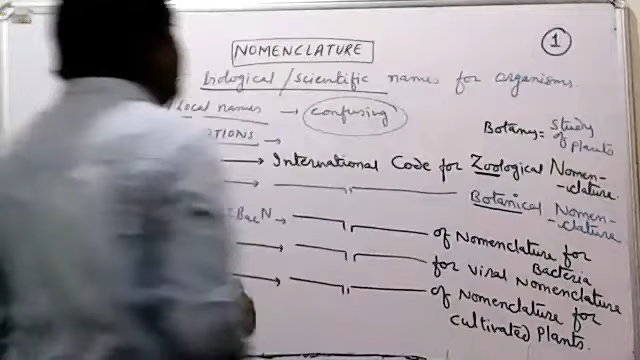 NOMENCLATURE
1
biological / scientific names for organisms.
local names → confusing
Botany = Study of plants
→ International Code for Zoological Nomen-
-clature.
→ —— " —— Botanical Nomen-
-clature
BacN → —— " —— of Nomenclature for
Bacteria
→ —— " —— for Viral Nomenclature
→ —— " —— of Nomenclature for
Cultivated Plants.